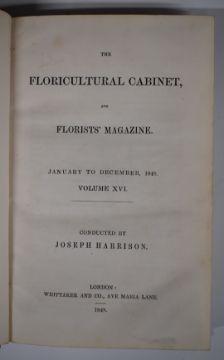 THE
FLORICULTURAL CABINET,
AND
FLORISTS' MAGAZINE.
JANUARY TO DECEMBER, 1848.
VOLUME XVI.
CONDUCTED BY
JOSEPH HARRISON.
LONDON:
WHITTAKER AND CO., AVE MARIA LANE.
1848.